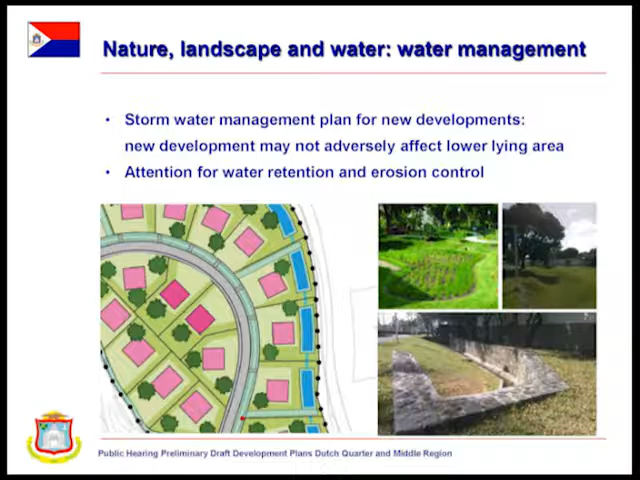 Nature, landscape and water: water management
• Storm water management plan for new developments:
new development may not adversely affect lower lying area
• Attention for water retention and erosion control
Public Hearing Preliminary Draft Development Plans Dutch Quarter and Middle Region